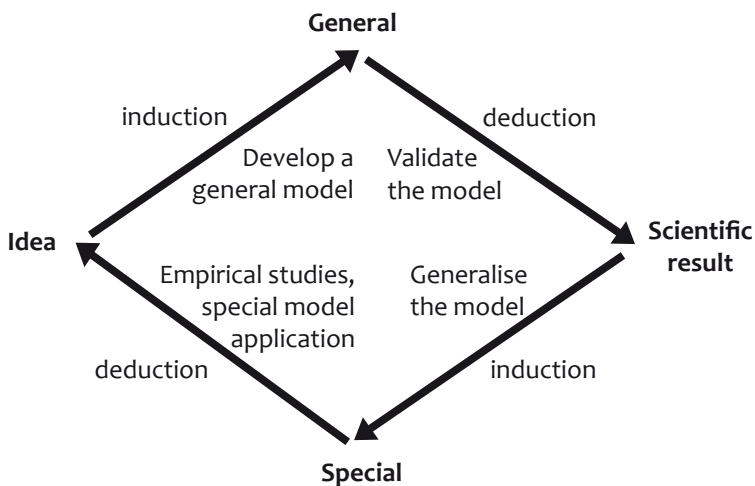 General
induction
deduction
Develop a
general model
Validate
the model
Idea
Scientific
result
Empirical studies,
special model
application
Generalise
the model
deduction
induction
Special